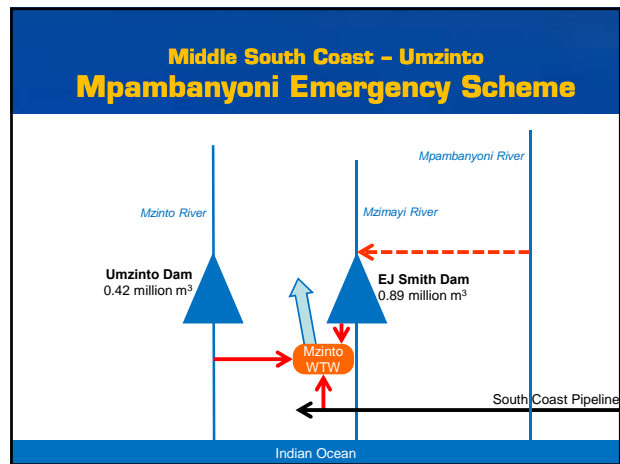 Middle South Coast – Umzinto
Mpambanyoni Emergency Scheme
Mpambanyoni River
Mzinto River
Mzimayi River
Umzinto Dam
0.42 million m³
EJ Smith Dam
0.89 million m³
Mzinto
WTW
South Coast Pipeline
Indian Ocean